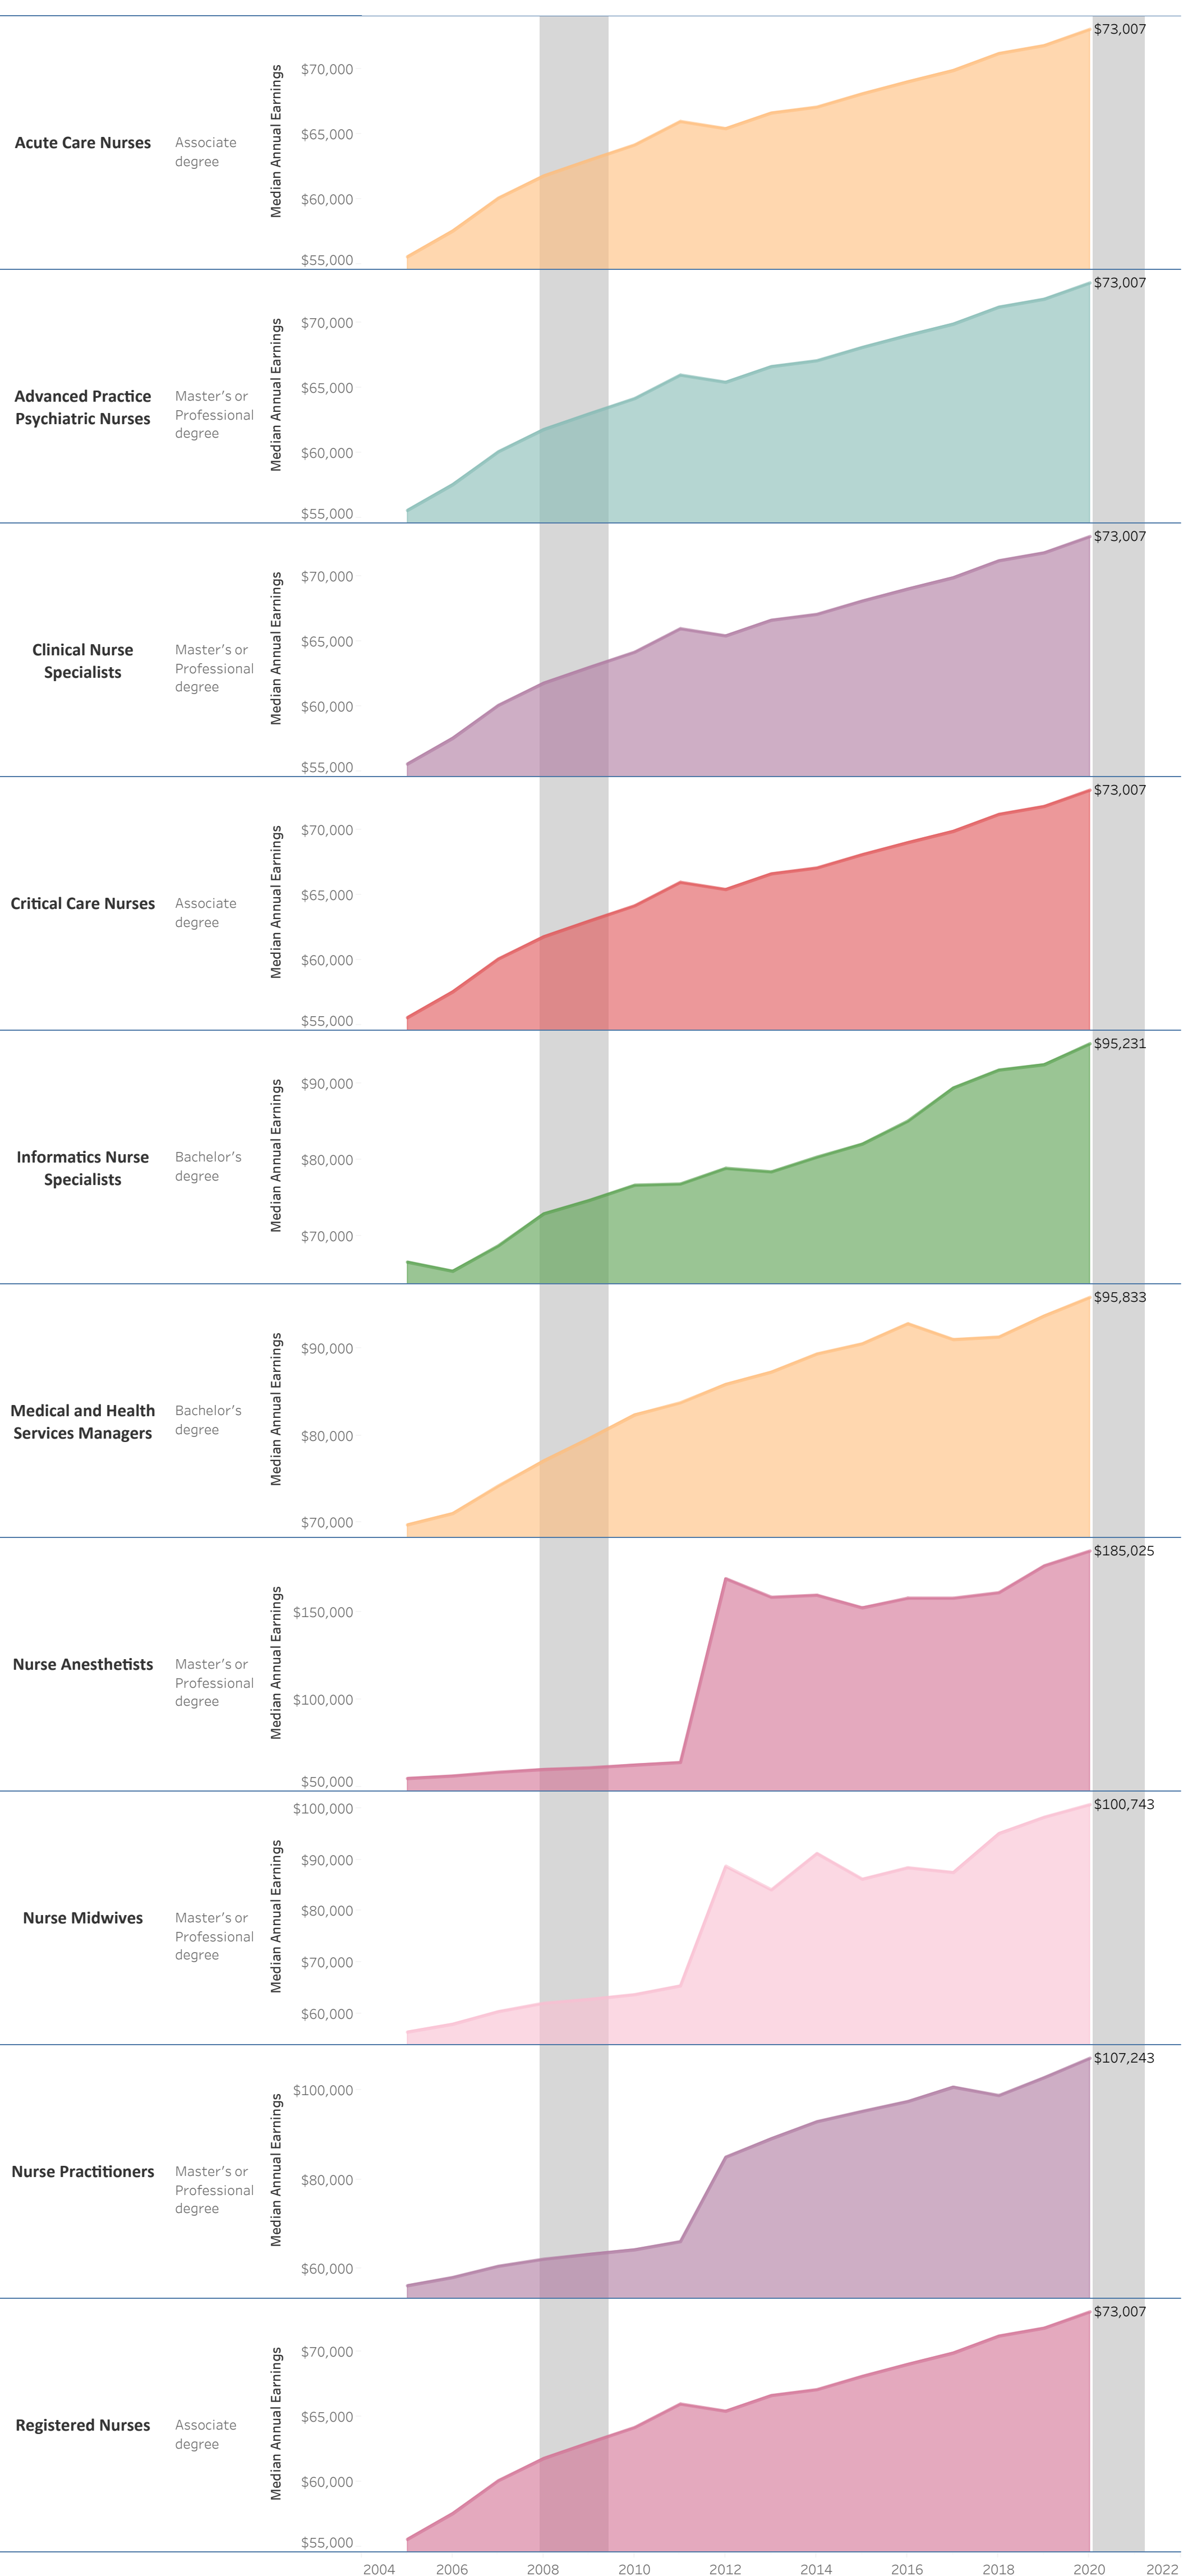 Acute Care Nurses
Associate
degree
Median Annual Earnings
$70,000
$65,000
$60,000
$55,000
$73,007
Advanced Practice
Psychiatric Nurses
Master's or
Professional
degree
Median Annual Earnings
$70,000
$65,000
$60,000
$55,000
$73,007
Clinical Nurse
Specialists
Master's or
Professional
degree
Median Annual Earnings
$70,000
$65,000
$60,000
$55,000
$73,007
Critical Care Nurses
Associate
degree
Median Annual Earnings
$70,000
$65,000
$60,000
$55,000
$73,007
Informatics Nurse
Specialists
Bachelor's
degree
Median Annual Earnings
$90,000
$80,000
$70,000
$95,231
Medical and Health
Services Managers
Bachelor's
degree
Median Annual Earnings
$90,000
$80,000
$70,000
$95,833
Nurse Anesthetists
Master's or
Professional
degree
Median Annual Earnings
$150,000
$100,000
$50,000
$185,025
Nurse Midwives
Master's or
Professional
degree
Median Annual Earnings
$100,000
$90,000
$80,000
$70,000
$60,000
$100,743
Nurse Practitioners
Master's or
Professional
degree
Median Annual Earnings
$100,000
$80,000
$60,000
$107,243
Registered Nurses
Associate
degree
Median Annual Earnings
$70,000
$65,000
$60,000
$55,000
$73,007
2004 2006 2008 2010 2012 2014 2016 2018 2020 2022